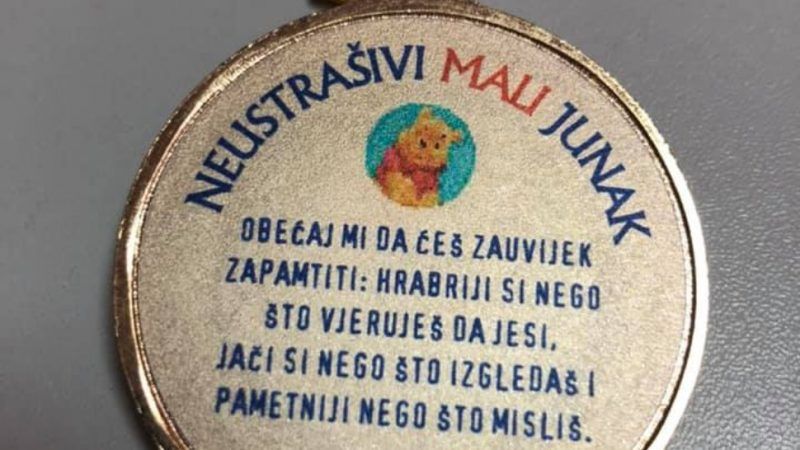 NEUSTRAŠIVI MALI JUNAK
OBEĆAJ MI DA ĆEŠ ZAUVIJEK
ZAPAMTITI: HRABRIJI SI NEGO
ŠTO VJERUJEŠ DA JESI,
JAČI SI NEGO ŠTO IZGLEDAŠ I
PAMETNIJI NEGO ŠTO MISLIŠ.